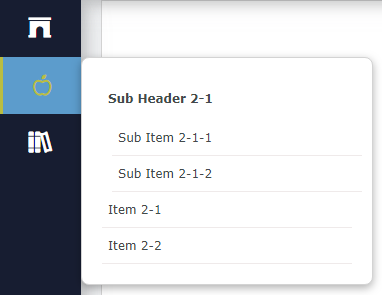 Sub Header 2-1
Sub Item 2-1-1
Sub Item 2-1-2
Item 2-1
Item 2-2